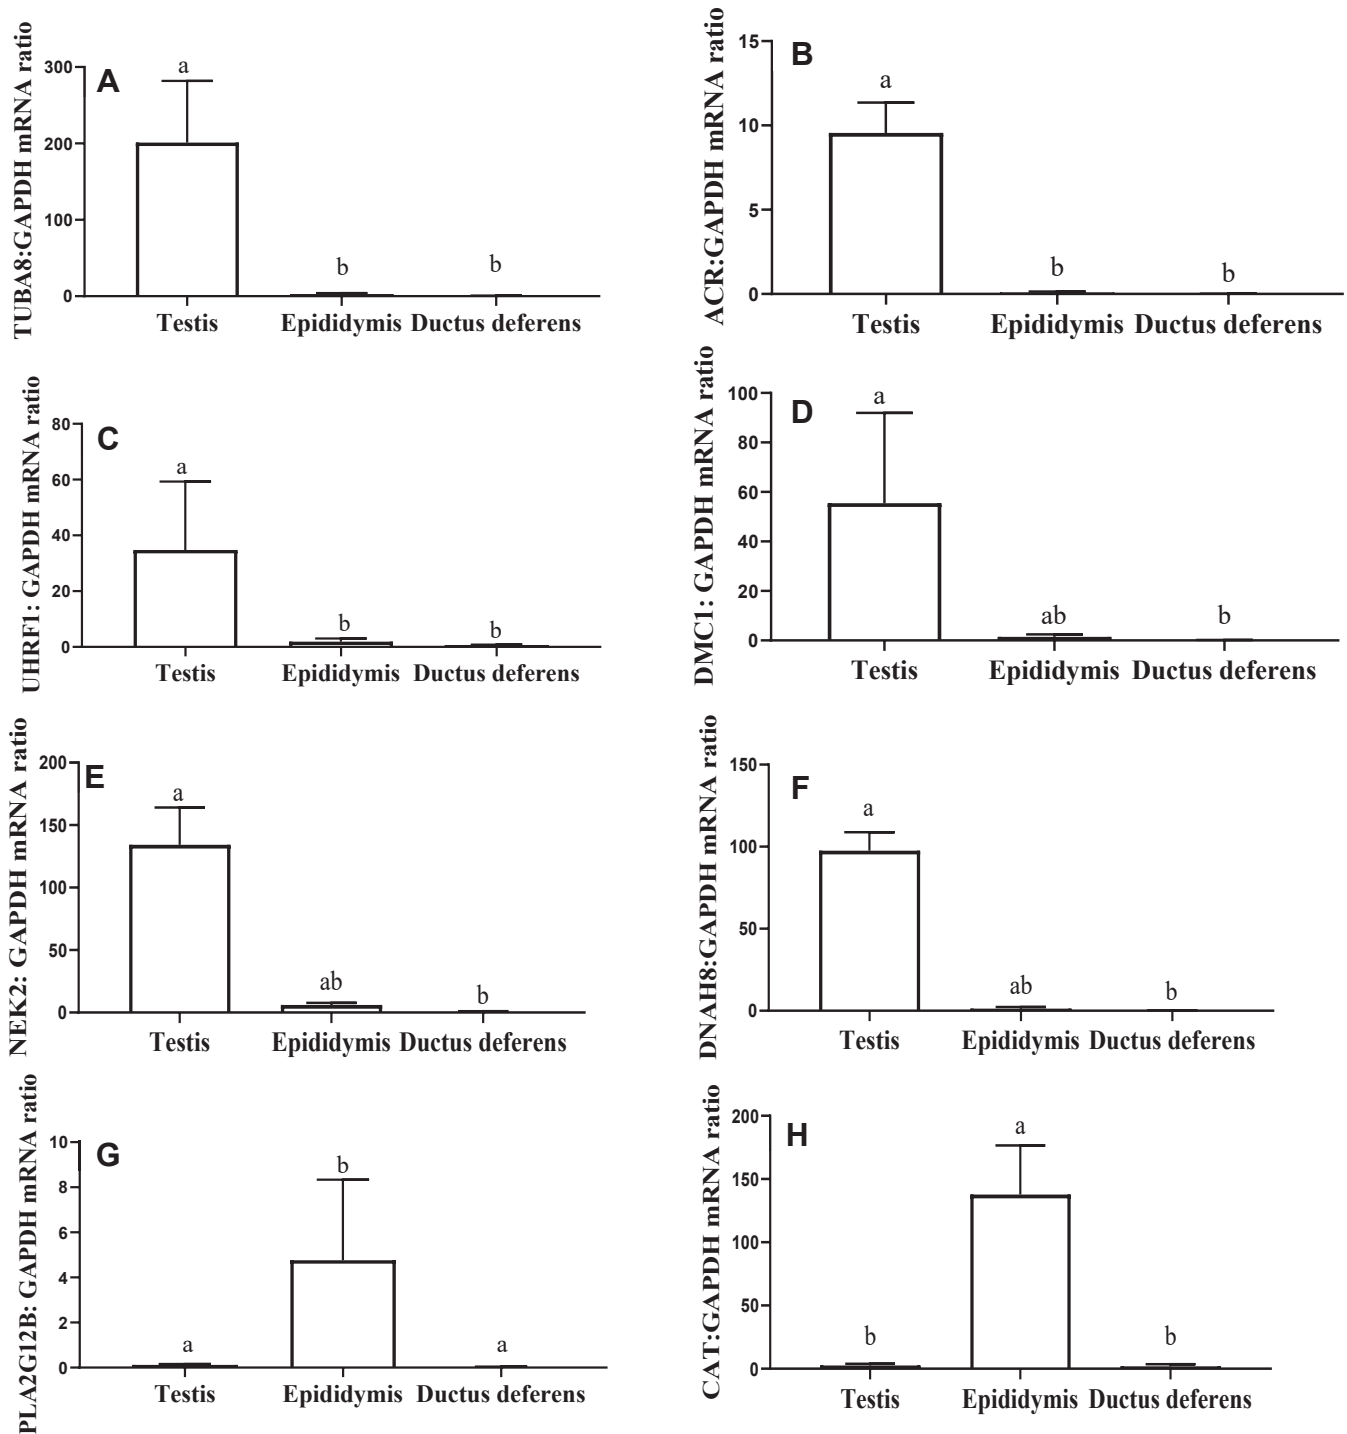 A
TUBA8:GAPDH mRNA ratio
300
200
100
0
a
b
b
Testis Epididymis Ductus deferens
B
ACR:GAPDH mRNA ratio
15
10
5
0
a
b
b
Testis Epididymis Ductus deferens
C
UHRF1: GAPDH mRNA ratio
80
60
40
20
0
a
b
b
Testis Epididymis Ductus deferens
D
DMC1: GAPDH mRNA ratio
100
80
60
40
20
0
a
ab
b
Testis Epididymis Ductus deferens
E
NEK2: GAPDH mRNA ratio
200
150
100
50
0
a
ab
b
Testis Epididymis Ductus deferens
F
DNAH8:GAPDH mRNA ratio
150
100
50
0
a
ab
b
Testis Epididymis Ductus deferens
G
PLA2G12B: GAPDH mRNA ratio
10
8
6
4
2
0
a
b
a
Testis Epididymis Ductus deferens
H
CAT:GAPDH mRNA ratio
200
150
100
50
0
b
a
b
Testis Epididymis Ductus deferens